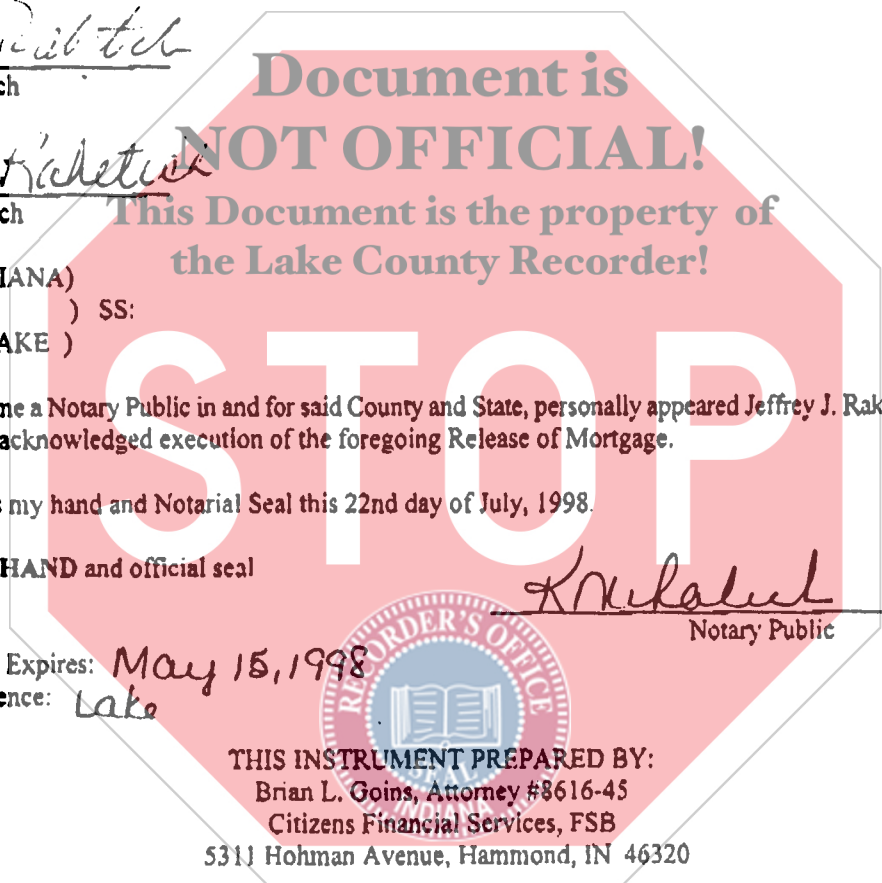 ch
Document is
NOT OFFICIAL!
ch
This Document is the property of
the Lake County Recorder!
IANA)
) SS:
AKE )
STOP
me a Notary Public in and for said County and State, personally appeared Jeffrey J. Rak
acknowledged execution of the foregoing Release of Mortgage.
s my hand and Notarial Seal this 22nd day of July, 1998.
HAND and official seal
Notary Public
Expires: May 15, 1998
ence: Lake
RECORDER'S OFFICE
SEAL
INDIANA
THIS INSTRUMENT PREPARED BY:
Brian L. Goins, Attorney #8616-45
Citizens Financial Services, FSB
5311 Hohman Avenue, Hammond, IN 46320